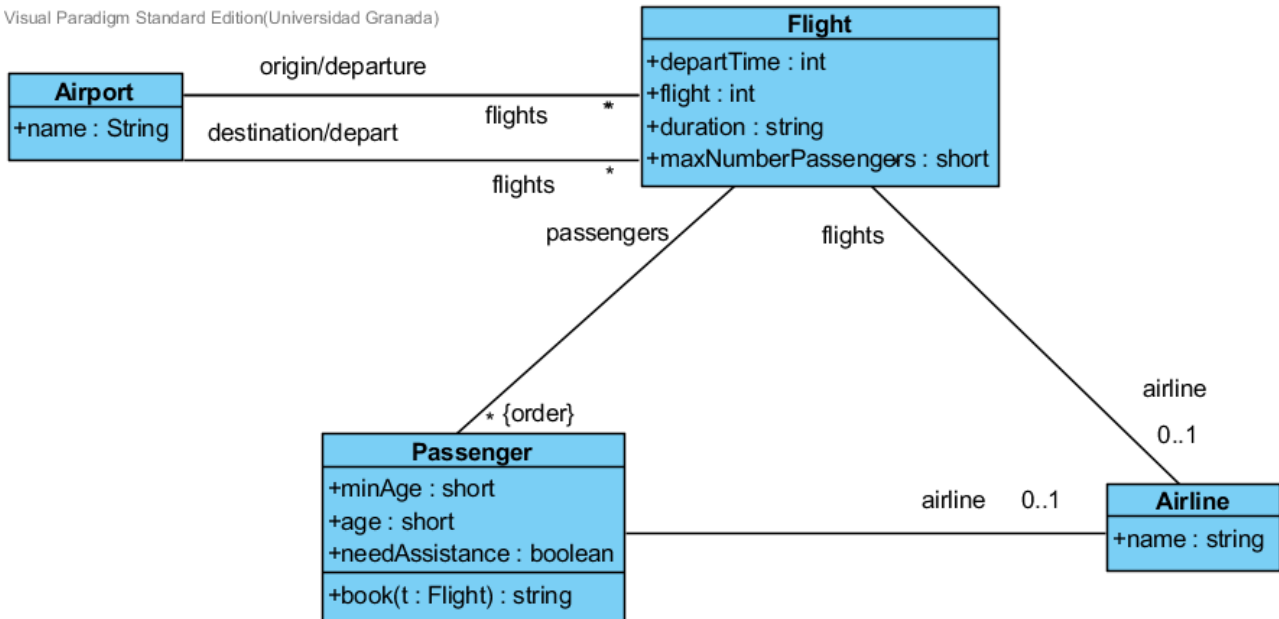 Visual Paradigm Standard Edition(Universidad Granada)
Flight
+departTime : int
+flight : int
+duration : string
+maxNumberPassengers : short
origin/departure
Airport
+name : String
flights *
destination/depart
flights *
passengers
flights
* {order}
airline
0..1
Passenger
+minAge : short
+age : short
+needAssistance : boolean
+book(t : Flight) : string
airline 0..1
Airline
+name : string